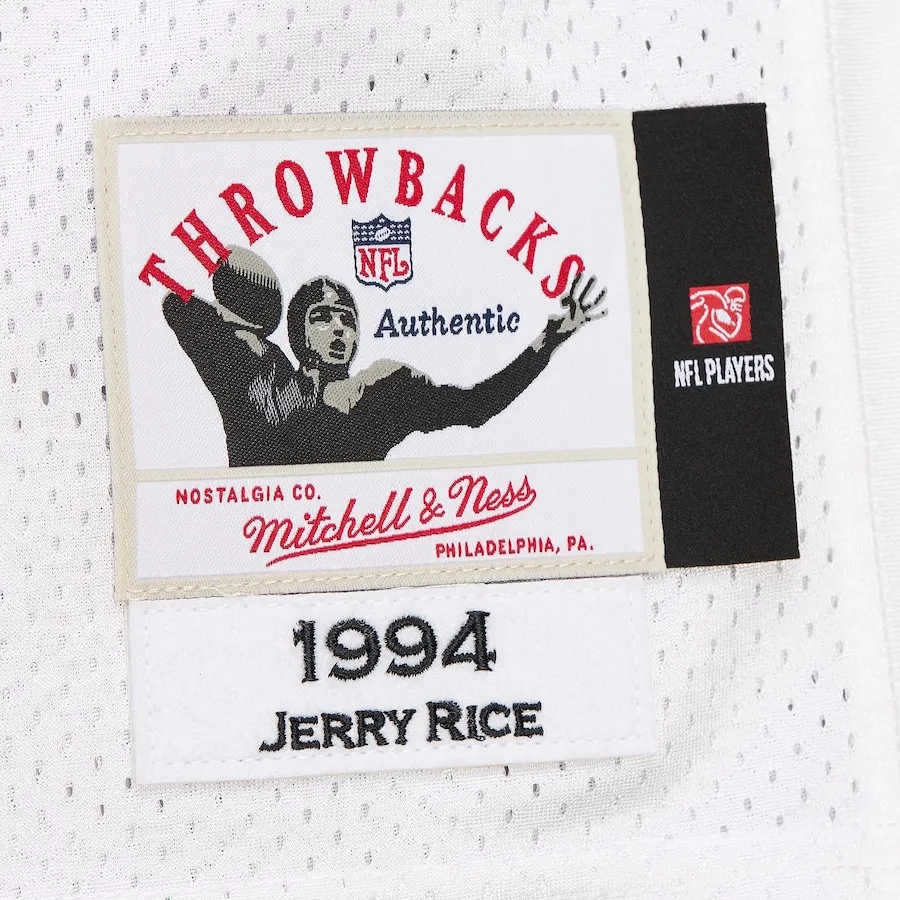 THROWBACKS
NFL
Authentic
NFL PLAYERS
NOSTALGIA CO.
Mitchell & Ness
PHILADELPHIA, PA.
1994
JERRY RICE